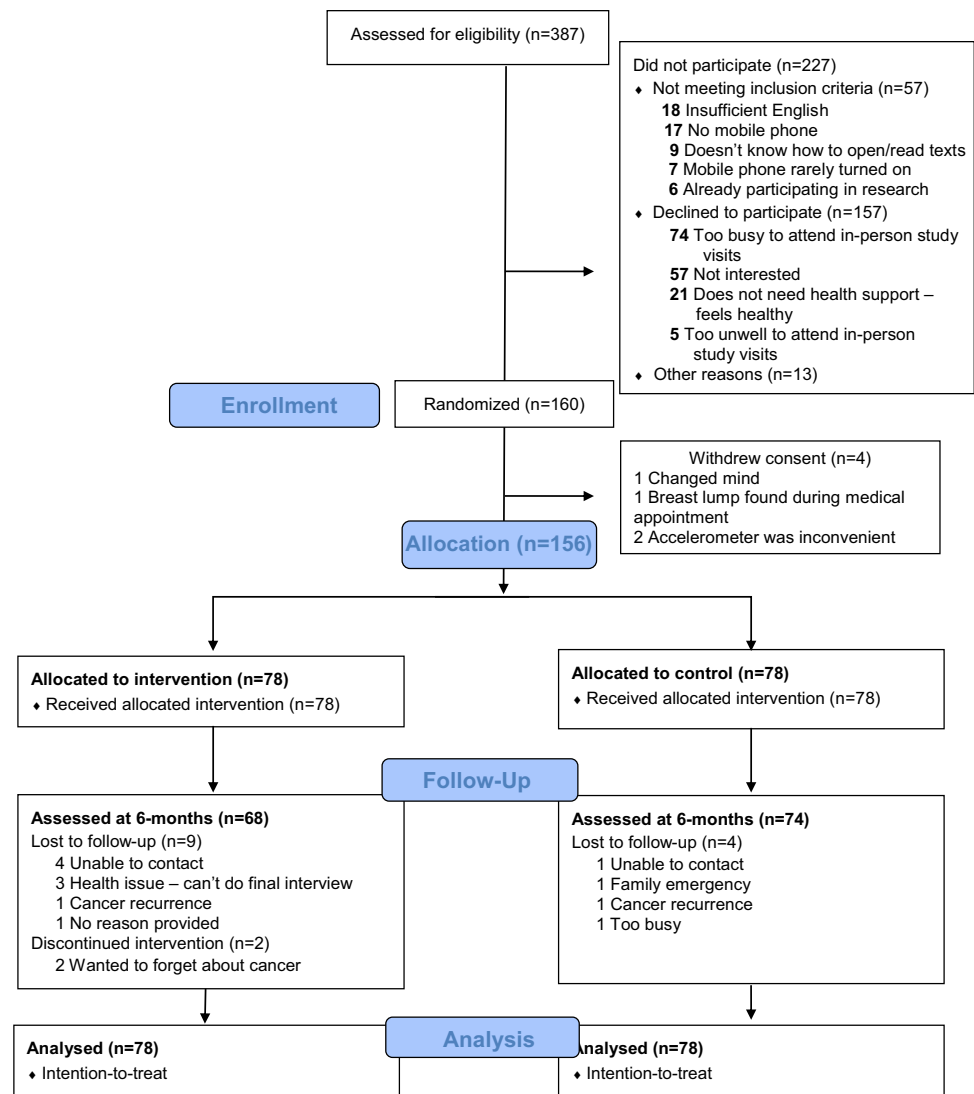 Assessed for eligibility (n=387)
Did not participate (n=227)
♦ Not meeting inclusion criteria (n=57)
18 Insufficient English
17 No mobile phone
9 Doesn't know how to open/read texts
7 Mobile phone rarely turned on
6 Already participating in research
♦ Declined to participate (n=157)
74 Too busy to attend in-person study
visits
57 Not interested
21 Does not need health support –
feels healthy
5 Too unwell to attend in-person
study visits
♦ Other reasons (n=13)
Enrollment
Randomized (n=160)
Withdrew consent (n=4)
1 Changed mind
1 Breast lump found during medical
appointment
2 Accelerometer was inconvenient
Allocation (n=156)
Allocated to intervention (n=78)
♦ Received allocated intervention (n=78)
Allocated to control (n=78)
♦ Received allocated intervention (n=78)
Follow-Up
Assessed at 6-months (n=68)
Lost to follow-up (n=9)
4 Unable to contact
3 Health issue – can't do final interview
1 Cancer recurrence
1 No reason provided
Discontinued intervention (n=2)
2 Wanted to forget about cancer
Assessed at 6-months (n=74)
Lost to follow-up (n=4)
1 Unable to contact
1 Family emergency
1 Cancer recurrence
1 Too busy
Analysis
Analysed (n=78)
♦ Intention-to-treat
Analysed (n=78)
♦ Intention-to-treat